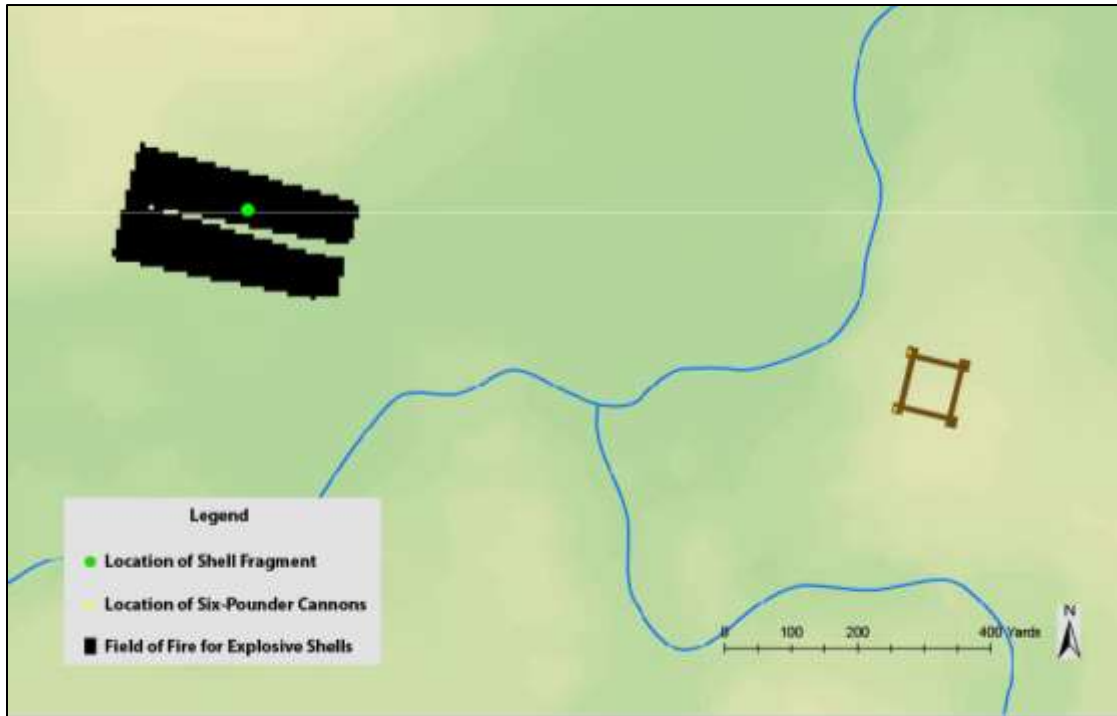 Legend
Location of Shell Fragment
Location of Six-Pounder Cannons
Field of Fire for Explosive Shells
N
0 100 200 400 Yards